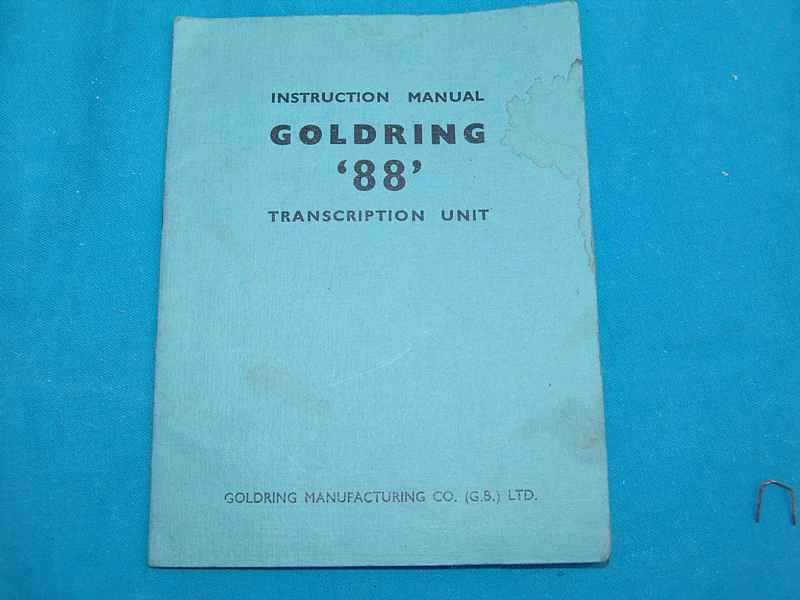 INSTRUCTION MANUAL
GOLDRING
‘88’
TRANSCRIPTION UNIT
GOLDRING MANUFACTURING CO. (G.B.) LTD.